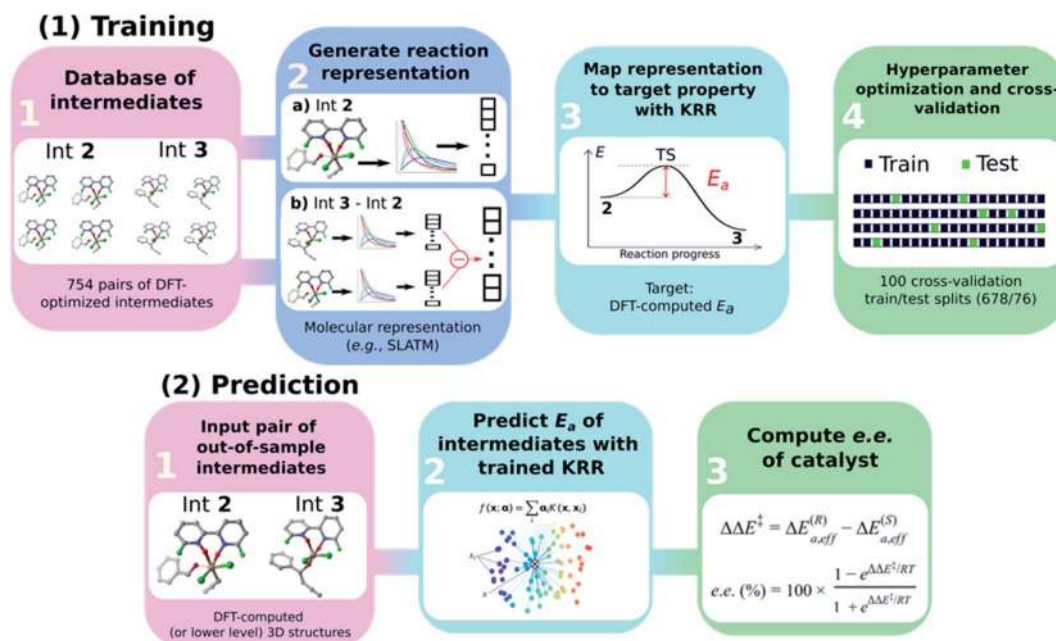 (1) Training
1
Database of
intermediates
Int 2
Int 3
754 pairs of DFT-
optimized intermediates
2
Generate reaction
representation
a) Int 2
b) Int 3 - Int 2
Molecular representation
(e.g., SLATM)
3
Map representation
to target property
with KRR
E
TS
Ea
2
3
Reaction progress
Target:
DFT-computed Ea
4
Hyperparameter
optimization and cross-
validation
Train
Test
100 cross-validation
train/test splits (678/76)
(2) Prediction
1
Input pair of
out-of-sample
intermediates
Int 2
Int 3
DFT-computed
(or lower level) 3D structures
2
Predict Ea of
intermediates with
trained KRR
f(x; α) = ∑ αiK(x, xi)
3
Compute e.e.
of catalyst
ΔΔE‡ = ΔE(R)a,eff − ΔE(S)a,eff
e.e. (%) = 100 × 1 − eΔΔE‡/RT
1 + eΔΔE‡/RT